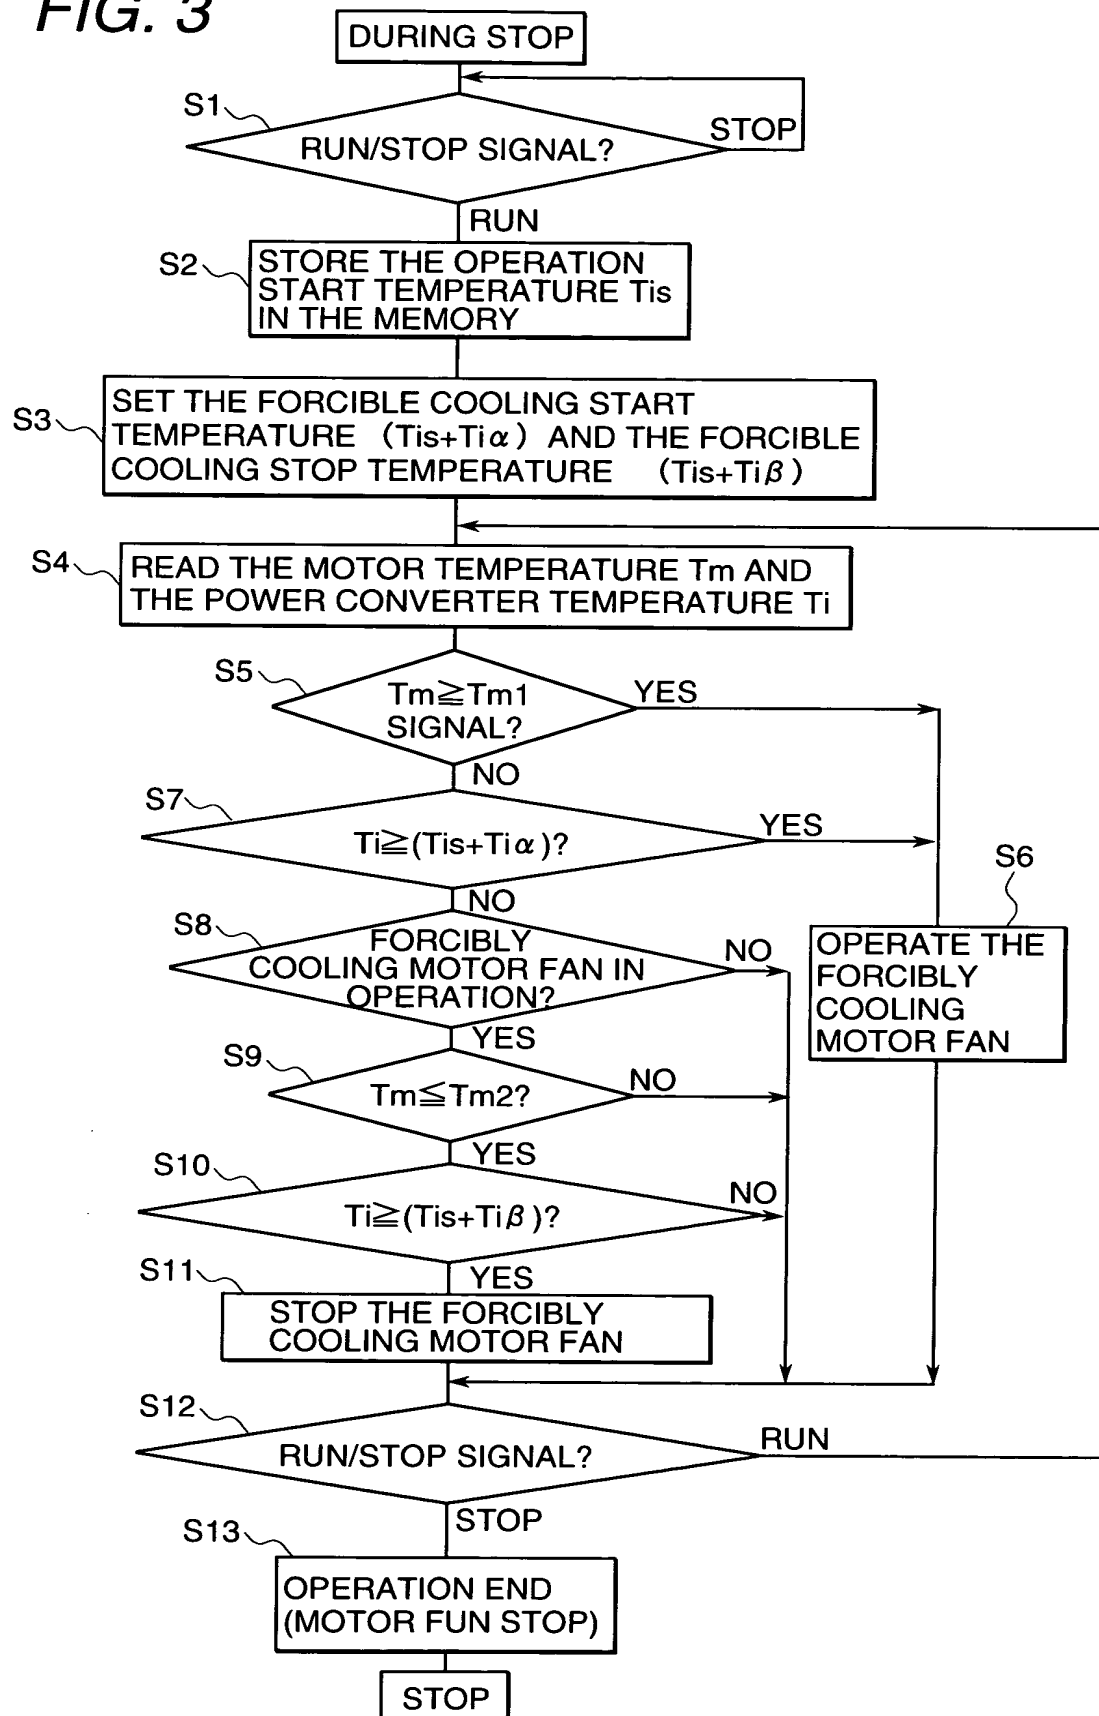 FIG. 3
DURING STOP
S1
STOP
RUN/STOP SIGNAL?
RUN
S2
STORE THE OPERATION
START TEMPERATURE Tis
IN THE MEMORY
S3
SET THE FORCIBLE COOLING START
TEMPERATURE (Tis+Tiα) AND THE FORCIBLE
COOLING STOP TEMPERATURE (Tis+Tiβ)
S4
READ THE MOTOR TEMPERATURE Tm AND
THE POWER CONVERTER TEMPERATURE Ti
S5
Tm≧Tm1
SIGNAL?
YES
NO
S7
Ti≧(Tis+Tiα)?
YES
S6
NO
S8
FORCIBLY
COOLING MOTOR FAN IN
OPERATION?
NO
OPERATE THE
FORCIBLY
COOLING
MOTOR FAN
YES
S9
Tm≦Tm2?
NO
YES
S10
Ti≧(Tis+Tiβ)?
NO
YES
S11
STOP THE FORCIBLY
COOLING MOTOR FAN
S12
RUN/STOP SIGNAL?
RUN
STOP
S13
OPERATION END
(MOTOR FUN STOP)
STOP